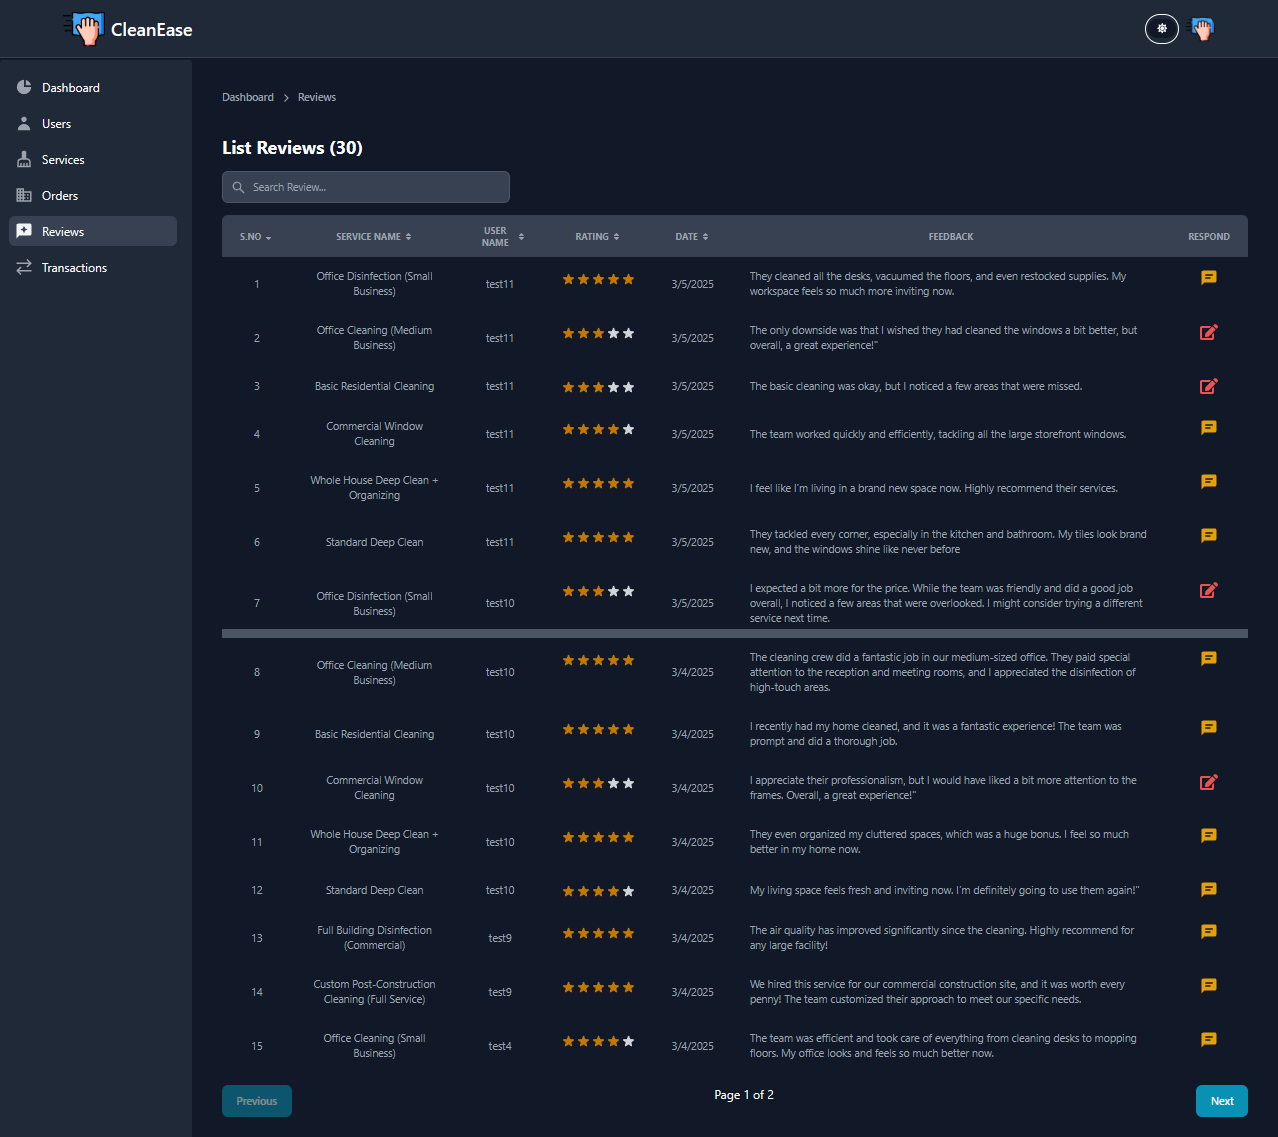 CleanEase
Dashboard
Users
Services
Orders
Reviews
Transactions
Dashboard > Reviews
List Reviews (30)
Search Review...
S.NO SERVICE NAME USER NAME RATING DATE FEEDBACK RESPOND
1 Office Disinfection (Small Business) test11 3/5/2025 They cleaned all the desks, vacuumed the floors, and even restocked supplies. My
workspace feels so much more inviting now.
2 Office Cleaning (Medium Business) test11 3/5/2025 The only downside was that I wished they had cleaned the windows a bit better, but
overall, a great experience!"
3 Basic Residential Cleaning test11 3/5/2025 The basic cleaning was okay, but I noticed a few areas that were missed.
4 Commercial Window Cleaning test11 3/5/2025 The team worked quickly and efficiently, tackling all the large storefront windows.
5 Whole House Deep Clean + Organizing test11 3/5/2025 I feel like I'm living in a brand new space now. Highly recommend their services.
6 Standard Deep Clean test11 3/5/2025 They tackled every corner, especially in the kitchen and bathroom. My tiles look brand
new, and the windows shine like never before
7 Office Disinfection (Small Business) test10 3/5/2025 I expected a bit more for the price. While the team was friendly and did a good job
overall, I noticed a few areas that were overlooked. I might consider trying a different
service next time.
8 Office Cleaning (Medium Business) test10 3/4/2025 The cleaning crew did a fantastic job in our medium-sized office. They paid special
attention to the reception and meeting rooms, and I appreciated the disinfection of
high-touch areas.
9 Basic Residential Cleaning test10 3/4/2025 I recently had my home cleaned, and it was a fantastic experience! The team was
prompt and did a thorough job.
10 Commercial Window Cleaning test10 3/4/2025 I appreciate their professionalism, but I would have liked a bit more attention to the
frames. Overall, a great experience!"
11 Whole House Deep Clean + Organizing test10 3/4/2025 They even organized my cluttered spaces, which was a huge bonus. I feel so much
better in my home now.
12 Standard Deep Clean test10 3/4/2025 My living space feels fresh and inviting now. I'm definitely going to use them again!"
13 Full Building Disinfection (Commercial) test9 3/4/2025 The air quality has improved significantly since the cleaning. Highly recommend for
any large facility!
14 Custom Post-Construction Cleaning (Full Service) test9 3/4/2025 We hired this service for our commercial construction site, and it was worth every
penny! The team customized their approach to meet our specific needs.
15 Office Cleaning (Small Business) test4 3/4/2025 The team was efficient and took care of everything from cleaning desks to mopping
floors. My office looks and feels so much better now.
Previous Page 1 of 2 Next